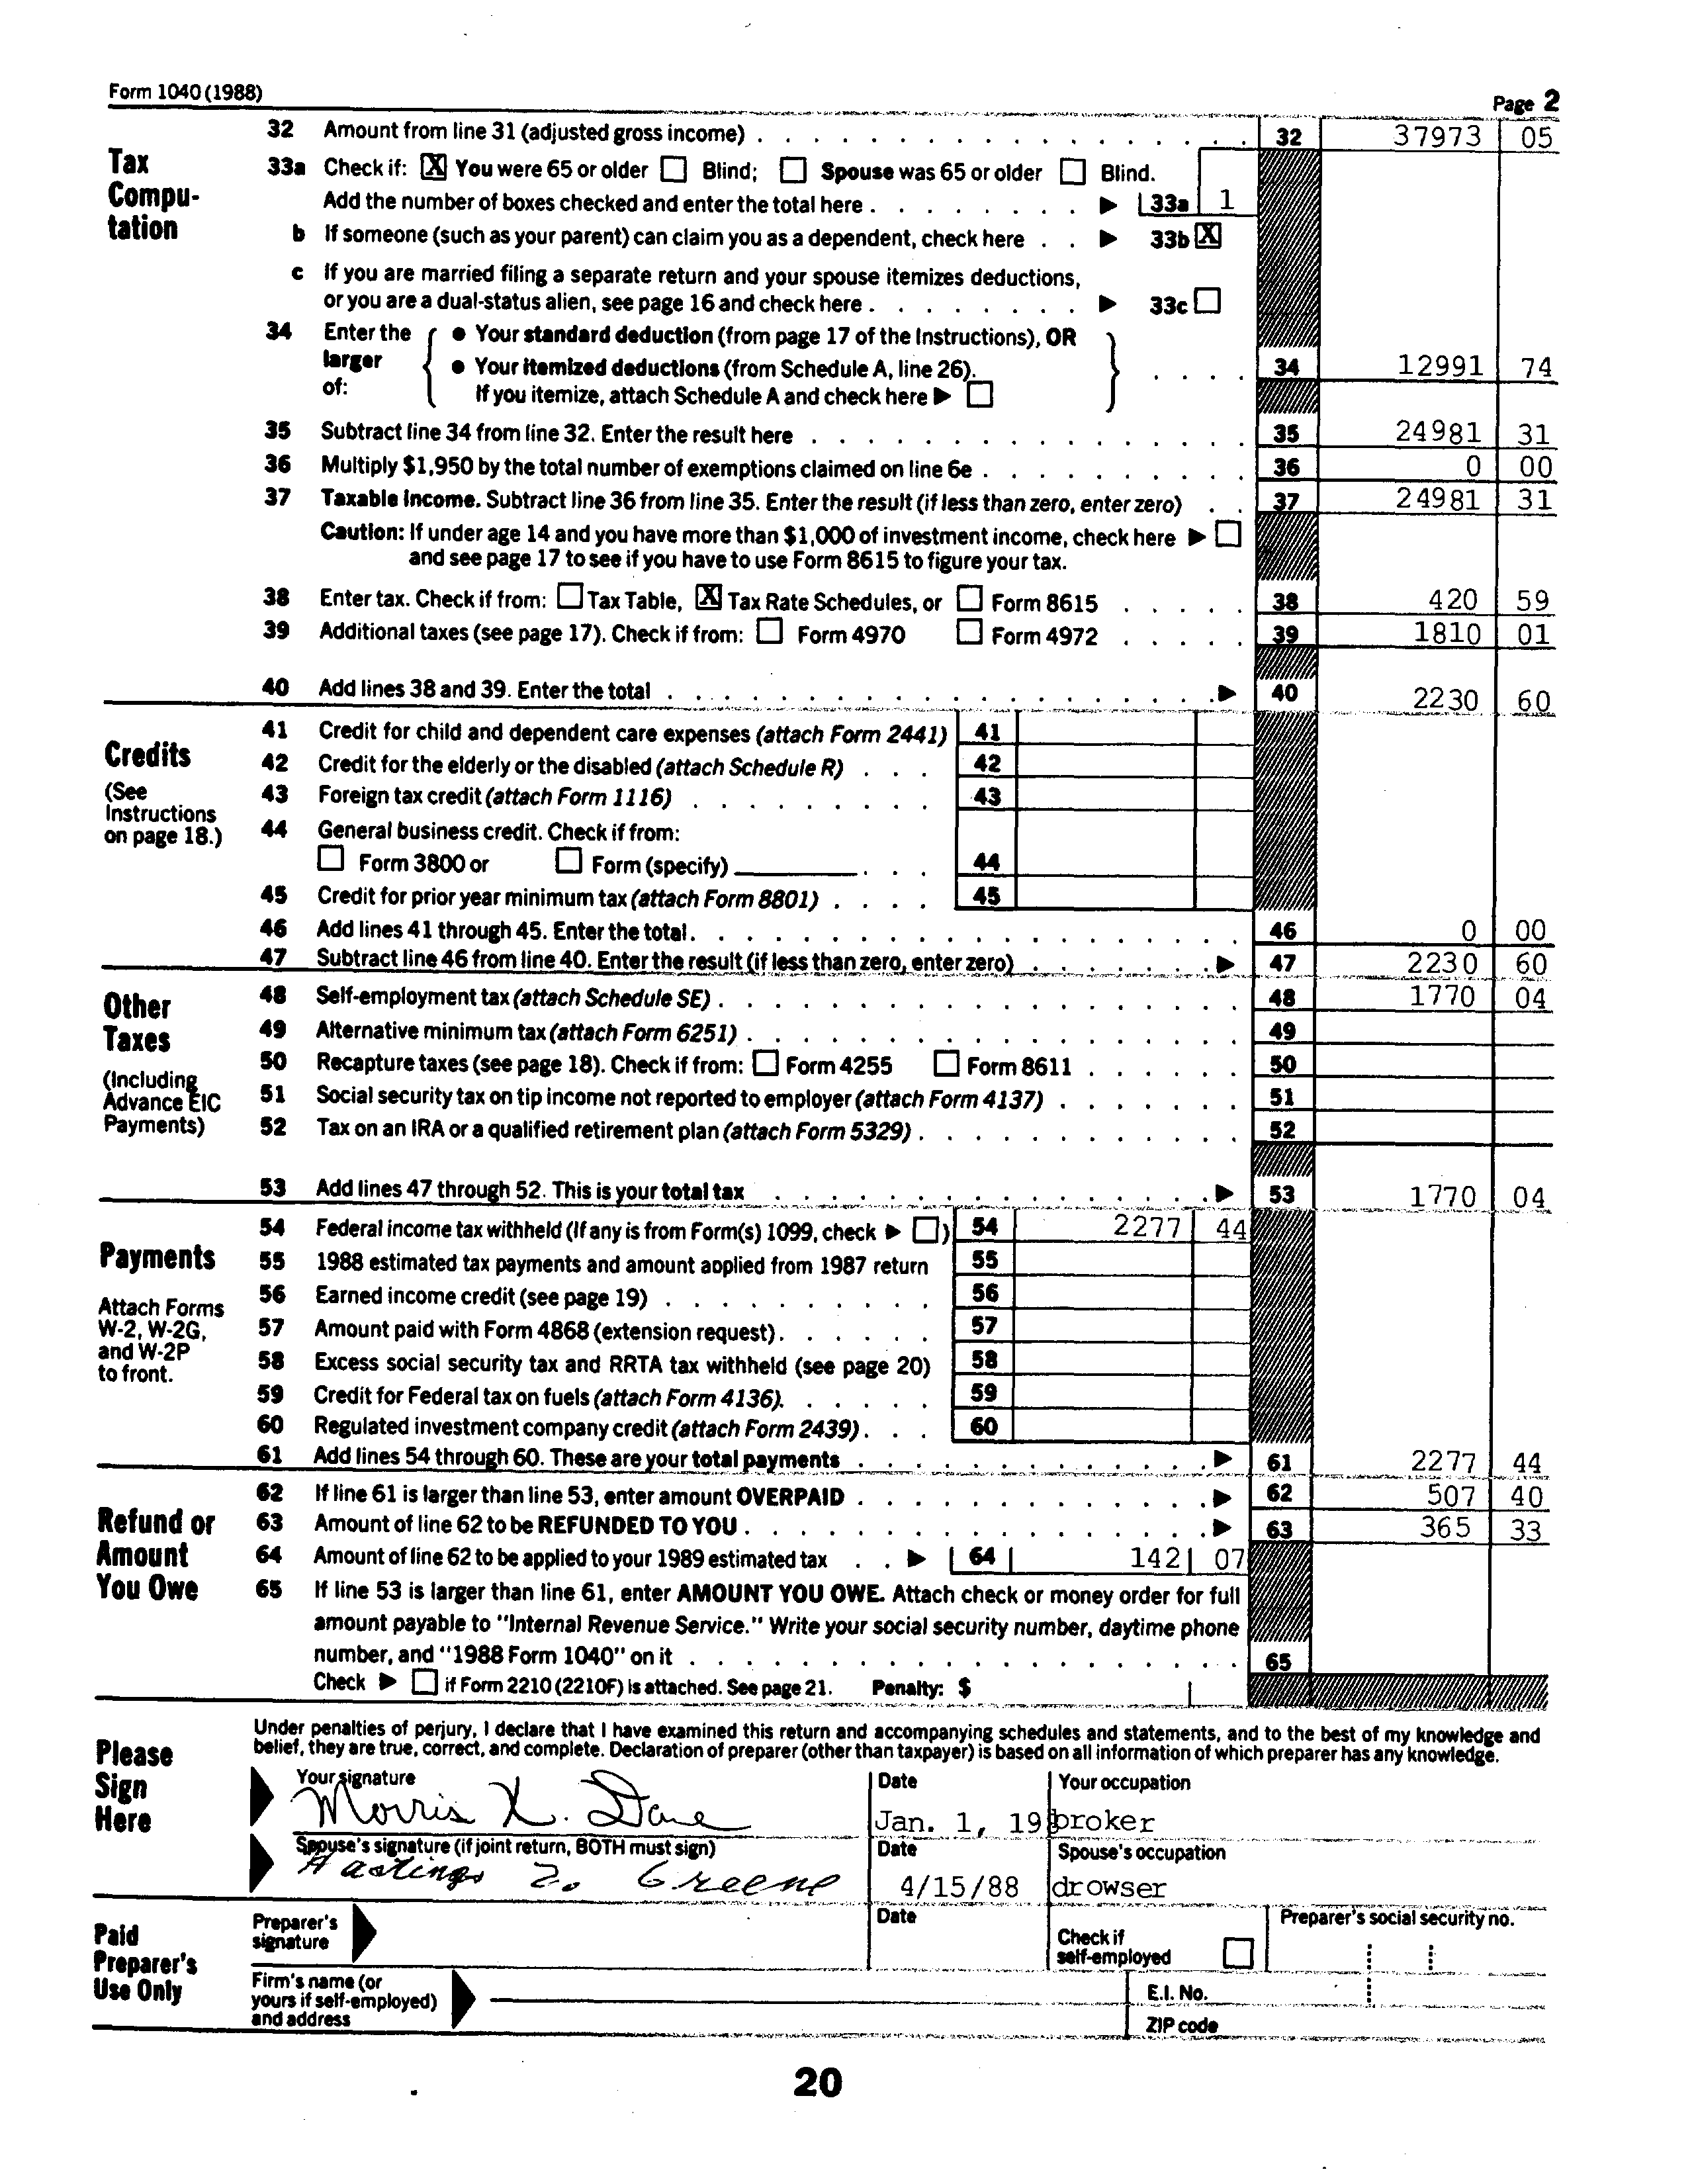 Form 1040 (1988) Page 2
Tax Compu- tation
32 Amount from line 31 (adjusted gross income) . . . . 32 37973 05
33a Check if: [X] You were 65 or older [ ] Blind; [ ] Spouse was 65 or older [ ] Blind.
Add the number of boxes checked and enter the total here . . . . ▶ 33a 1
b If someone (such as your parent) can claim you as a dependent, check here . . ▶ 33b [X]
c If you are married filing a separate return and your spouse itemizes deductions,
or you are a dual-status alien, see page 16 and check here . . . . ▶ 33c [ ]
34 Enter the larger of: { ● Your standard deduction (from page 17 of the Instructions), OR
● Your itemized deductions (from Schedule A, line 26). } . . . . 34 12991 74
If you itemize, attach Schedule A and check here ▶ [ ]
35 Subtract line 34 from line 32. Enter the result here . . . . 35 24981 31
36 Multiply $1,950 by the total number of exemptions claimed on line 6e . . . . 36 0 00
37 Taxable income. Subtract line 36 from line 35. Enter the result (if less than zero, enter zero) . . 37 24981 31
Caution: If under age 14 and you have more than $1,000 of investment income, check here ▶ [ ]
and see page 17 to see if you have to use Form 8615 to figure your tax.
38 Enter tax. Check if from: [ ] Tax Table, [X] Tax Rate Schedules, or [ ] Form 8615 . . . . 38 420 59
39 Additional taxes (see page 17). Check if from: [ ] Form 4970 [ ] Form 4972 . . . . 39 1810 01
40 Add lines 38 and 39. Enter the total . . . . ▶ 40 2230 60
Credits
(See Instructions on page 18.)
41 Credit for child and dependent care expenses (attach Form 2441) 41
42 Credit for the elderly or the disabled (attach Schedule R) . . . 42
43 Foreign tax credit (attach Form 1116) . . . . 43
44 General business credit. Check if from:
[ ] Form 3800 or [ ] Form (specify) ________ . . . 44
45 Credit for prior year minimum tax (attach Form 8801) . . . . 45
46 Add lines 41 through 45. Enter the total . . . . 46 0 00
47 Subtract line 46 from line 40. Enter the result (if less than zero, enter zero) . . . . ▶ 47 2230 60
Other Taxes
(Including Advance EIC Payments)
48 Self-employment tax (attach Schedule SE) . . . . 48 1770 04
49 Alternative minimum tax (attach Form 6251) . . . . 49
50 Recapture taxes (see page 18). Check if from: [ ] Form 4255 [ ] Form 8611 . . . . 50
51 Social security tax on tip income not reported to employer (attach Form 4137) . . . . 51
52 Tax on an IRA or a qualified retirement plan (attach Form 5329) . . . . 52
53 Add lines 47 through 52. This is your total tax . . . . ▶ 53 1770 04
Payments
Attach Forms W-2, W-2G, and W-2P to front.
54 Federal income tax withheld (If any is from Form(s) 1099, check ▶ [ ]) 54 2277 44
55 1988 estimated tax payments and amount applied from 1987 return 55
56 Earned income credit (see page 19) . . . . 56
57 Amount paid with Form 4868 (extension request) . . . . 57
58 Excess social security tax and RRTA tax withheld (see page 20) 58
59 Credit for Federal tax on fuels (attach Form 4136) . . . . 59
60 Regulated investment company credit (attach Form 2439) . . . 60
61 Add lines 54 through 60. These are your total payments . . . . ▶ 61 2277 44
Refund or Amount You Owe
62 If line 61 is larger than line 53, enter amount OVERPAID . . . . ▶ 62 507 40
63 Amount of line 62 to be REFUNDED TO YOU . . . . ▶ 63 365 33
64 Amount of line 62 to be applied to your 1989 estimated tax . . ▶ 64 142 07
65 If line 53 is larger than line 61, enter AMOUNT YOU OWE. Attach check or money order for full
amount payable to "Internal Revenue Service." Write your social security number, daytime phone
number, and "1988 Form 1040" on it . . . . 65
Check ▶ [ ] if Form 2210 (2210F) is attached. See page 21. Penalty: $
Please Sign Here
Under penalties of perjury, I declare that I have examined this return and accompanying schedules and statements, and to the best of my knowledge and
belief, they are true, correct, and complete. Declaration of preparer (other than taxpayer) is based on all information of which preparer has any knowledge.
Your signature Date Your occupation
Morris X. Dane Jan. 1, 19 broker
Spouse's signature (if joint return, BOTH must sign) Date Spouse's occupation
Hastings Z. Greene 4/15/88 drowser
Paid Preparer's Use Only
Preparer's signature Date Check if self-employed [ ] Preparer's social security no.
Firm's name (or yours if self-employed) and address E.I. No.
ZIP code
20